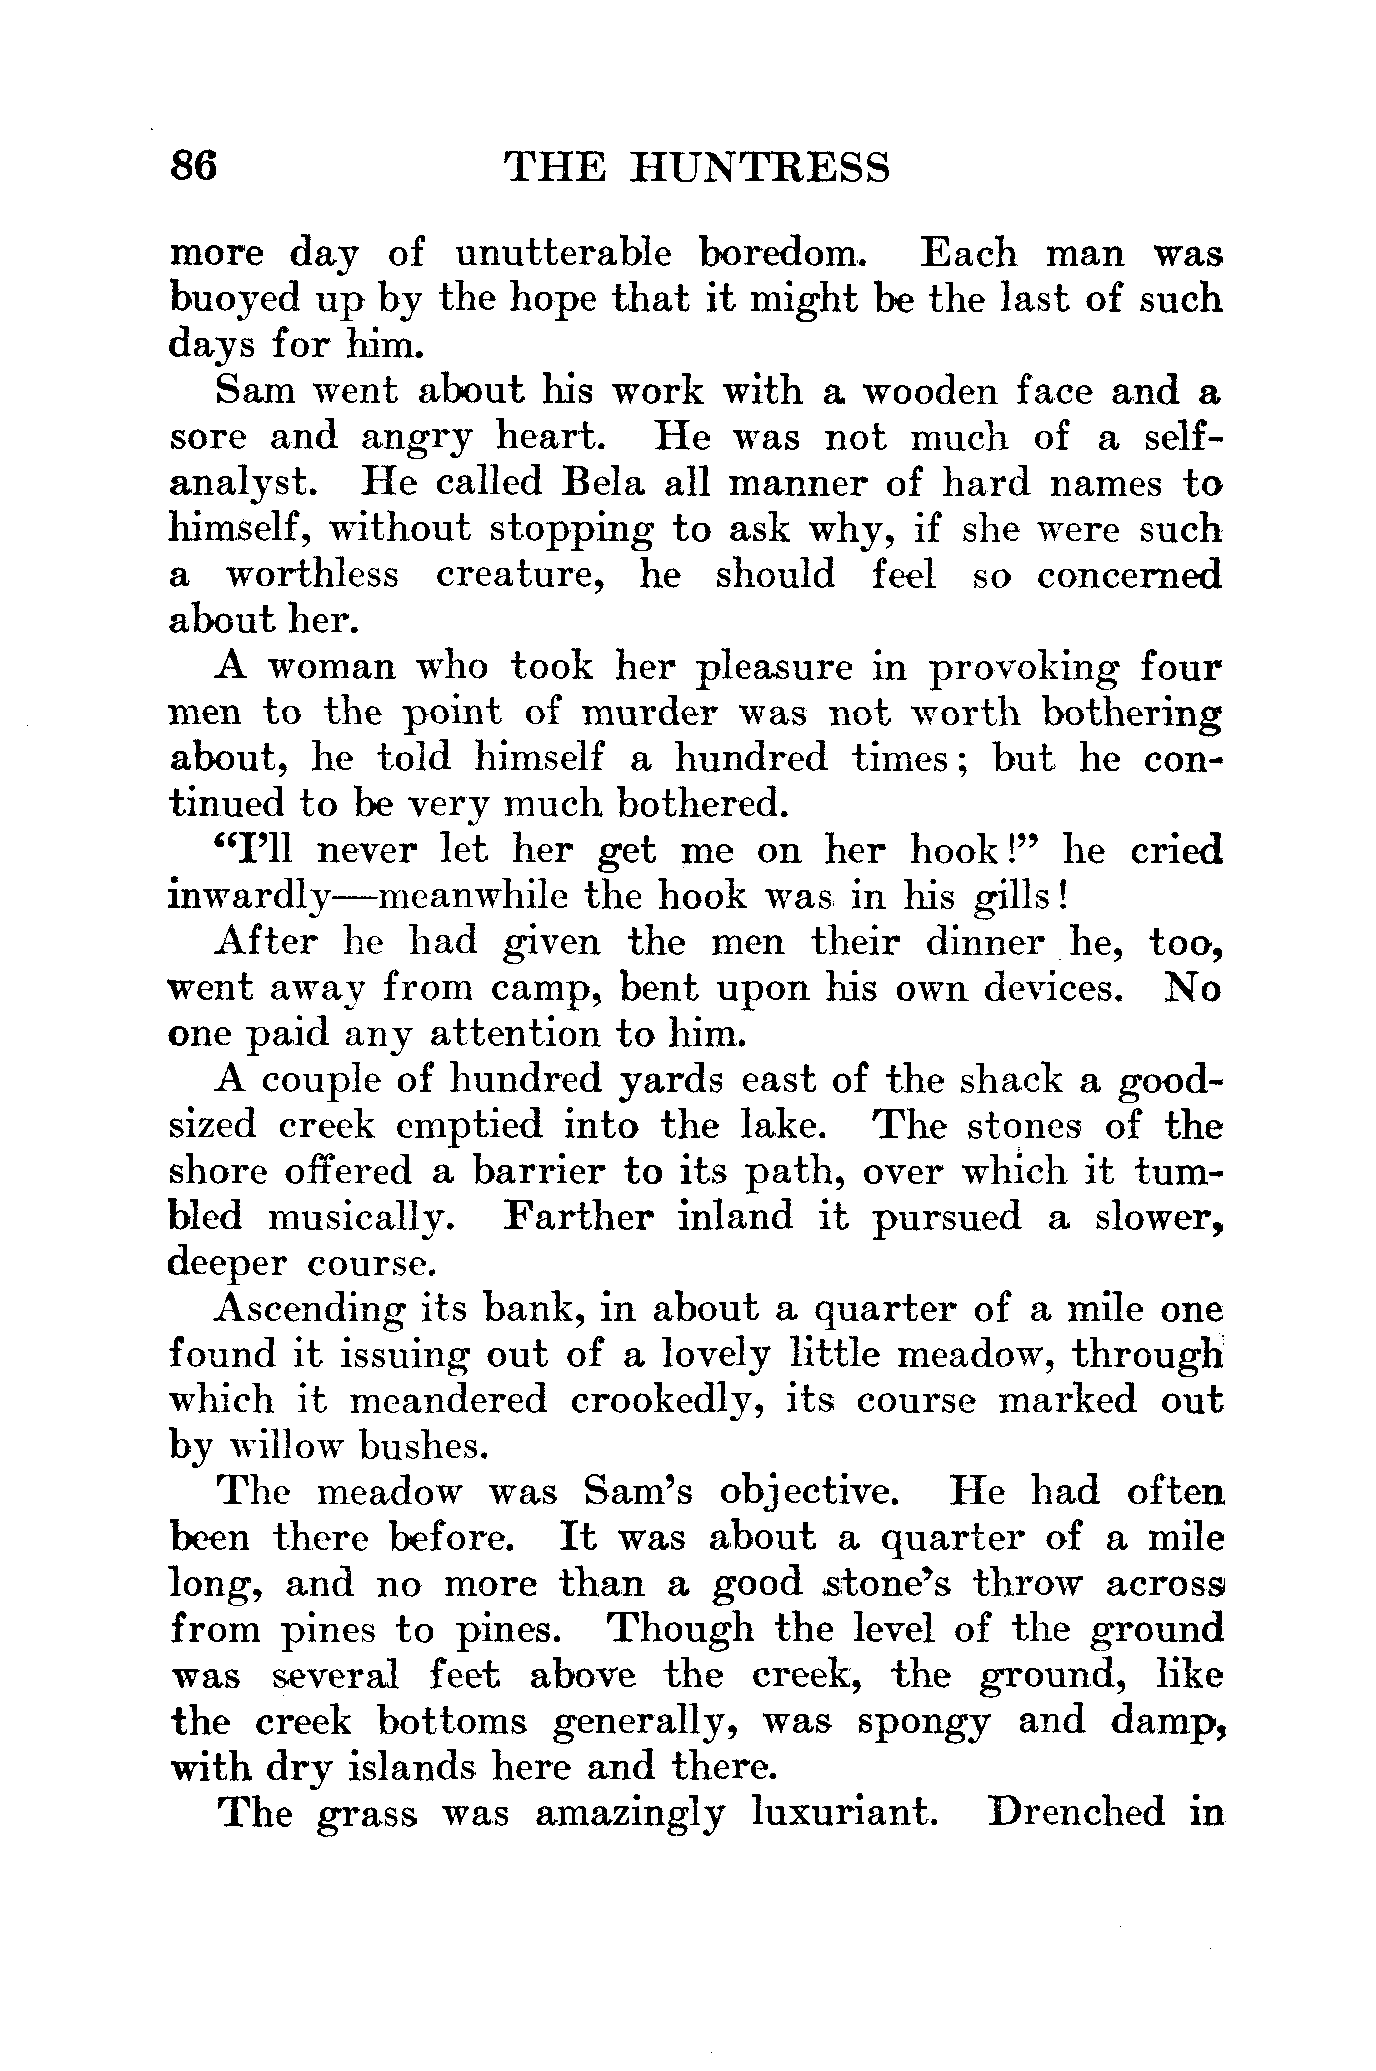 86 THE HUNTRESS
more day of unutterable boredom. Each man was
buoyed up by the hope that it might be the last of such
days for him.
Sam went about his work with a wooden face and a
sore and angry heart. He was not much of a self-
analyst. He called Bela all manner of hard names to
himself, without stopping to ask why, if she were such
a worthless creature, he should feel so concerned
about her.
A woman who took her pleasure in provoking four
men to the point of murder was not worth bothering
about, he told himself a hundred times; but he con-
tinued to be very much bothered.
“I’ll never let her get me on her hook!” he cried
inwardly—meanwhile the hook was in his gills!
After he had given the men their dinner he, too,
went away from camp, bent upon his own devices. No
one paid any attention to him.
A couple of hundred yards east of the shack a good-
sized creek emptied into the lake. The stones of the
shore offered a barrier to its path, over which it tum-
bled musically. Farther inland it pursued a slower,
deeper course.
Ascending its bank, in about a quarter of a mile one
found it issuing out of a lovely little meadow, through
which it meandered crookedly, its course marked out
by willow bushes.
The meadow was Sam’s objective. He had often
been there before. It was about a quarter of a mile
long, and no more than a good stone’s throw across
from pines to pines. Though the level of the ground
was several feet above the creek, the ground, like
the creek bottoms generally, was spongy and damp,
with dry islands here and there.
The grass was amazingly luxuriant. Drenched in